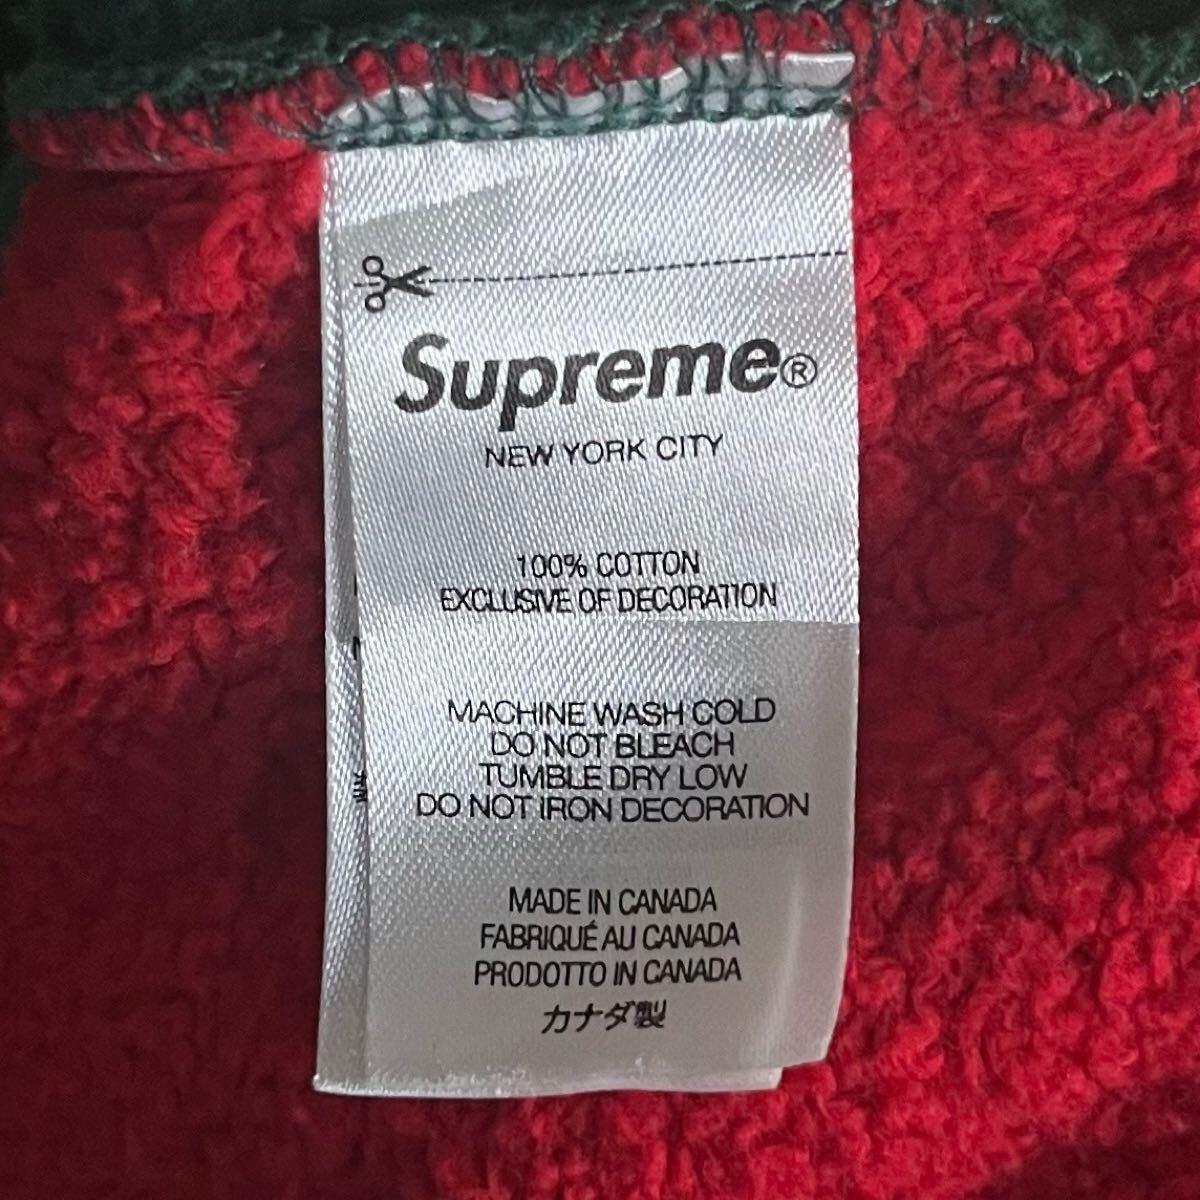 Supreme®
NEW YORK CITY
100% COTTON
EXCLUSIVE OF DECORATION
MACHINE WASH COLD
DO NOT BLEACH
TUMBLE DRY LOW
DO NOT IRON DECORATION
MADE IN CANADA
FABRIQUÉ AU CANADA
PRODOTTO IN CANADA
カナダ製